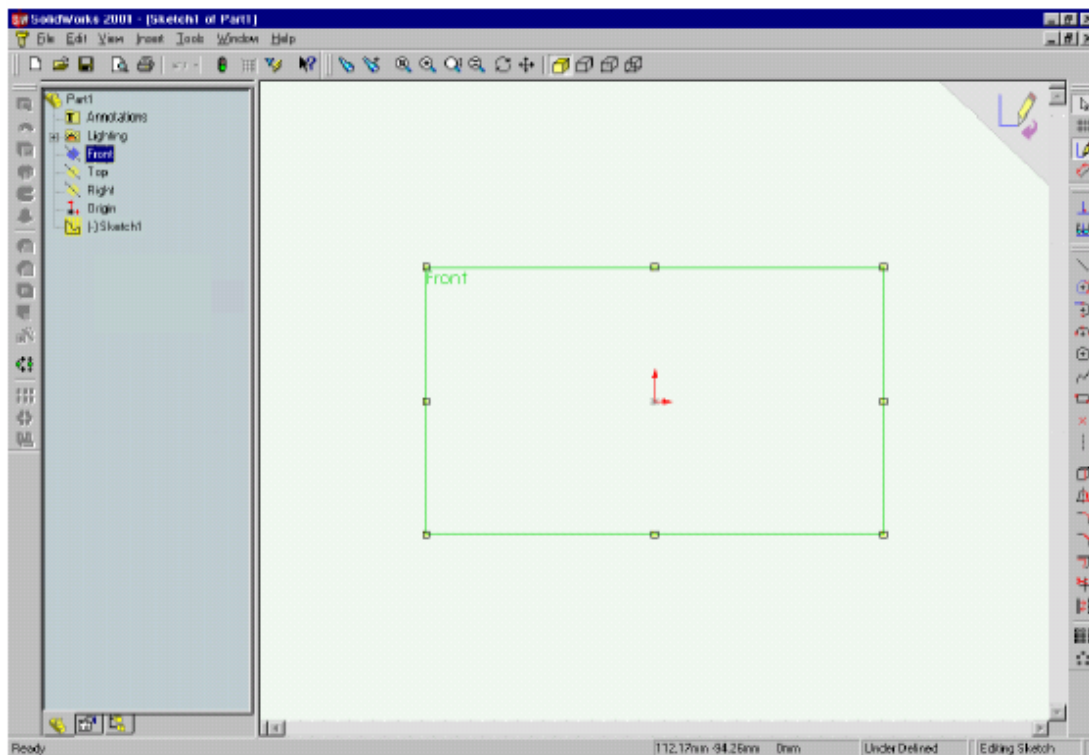 SolidWorks 2001 - [Sketch1 of Part1]
File Edit View Insert Tools Window Help
Part1
Annotations
Lighting
Front
Top
Right
Origin
(-) Sketch1
Front
Ready 112.17mm -94.26mm 0mm Under Defined Editing Sketch